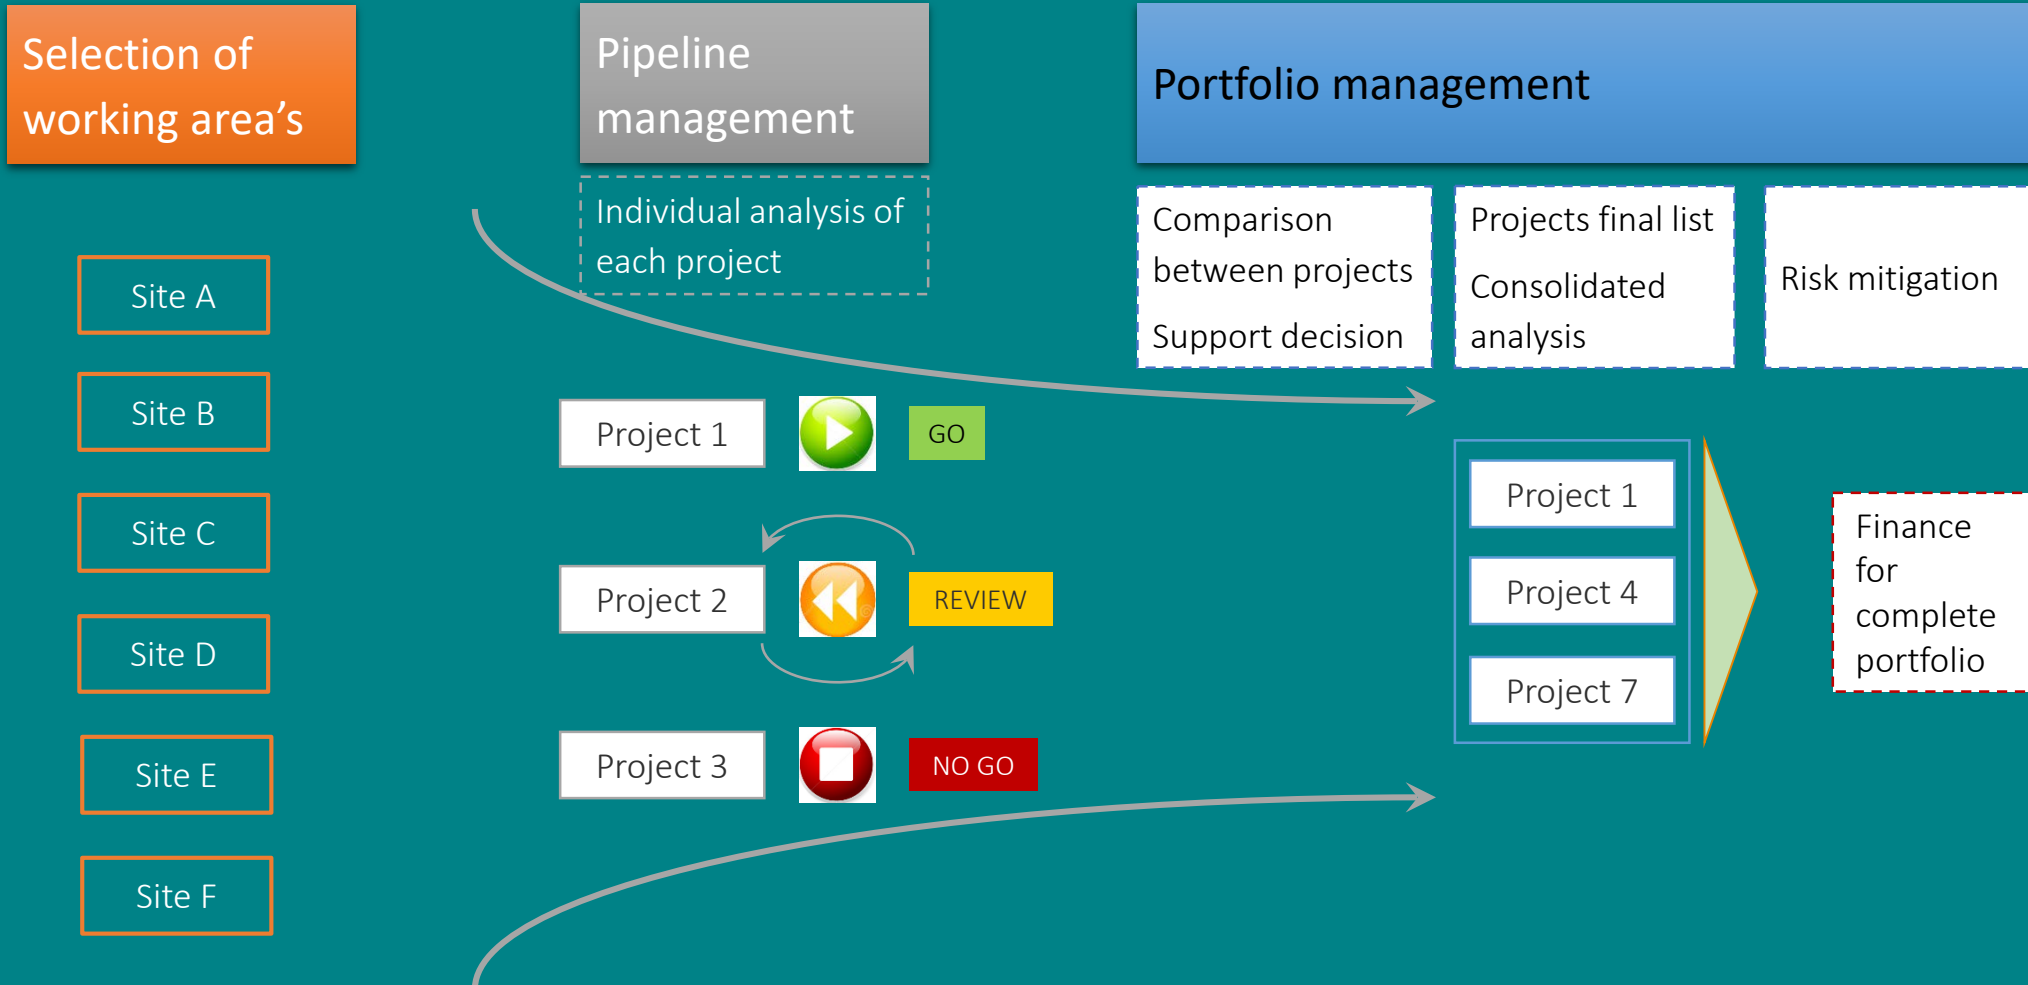 Selection of
working area’s
Pipeline
management
Portfolio management
Individual analysis of
each project
Comparison
between projects
Support decision
Projects final list
Consolidated
analysis
Risk mitigation
Site A
Site B
Site C
Site D
Site E
Site F
Project 1
GO
Project 2
REVIEW
Project 3
NO GO
Project 1
Project 4
Project 7
Finance
for
complete
portfolio